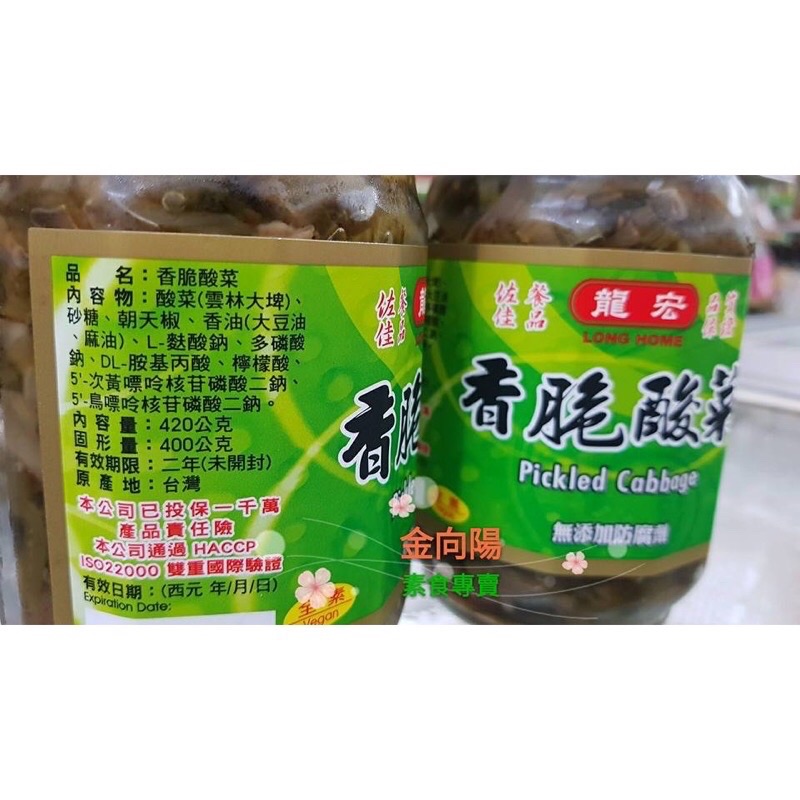 品 名：香脆酸菜
內容物：酸菜(雲林大埤)、
砂糖、朝天椒、香油(大豆油
、麻油)、L-麩酸鈉、多磷酸
鈉、DL-胺基丙酸、檸檬酸、
5'-次黃嘌呤核苷磷酸二鈉、
5'-鳥嘌呤核苷磷酸二鈉。
內容量：420公克
固形量：400公克
有效期限：二年(未開封)
原產地：台灣
本公司已投保一千萬
產品責任險
本公司通過 HACCP
ISO22000 雙重國際驗證
有效日期：(西元 年/月/日)
Expiration Date:
全素
Vegan
佐餐
佳品
龍
香脆
佐餐
佳品
龍宏
LONG HOME
香脆酸菜
Pickled Cabbage
無添加防腐劑
金向陽
素食專賣